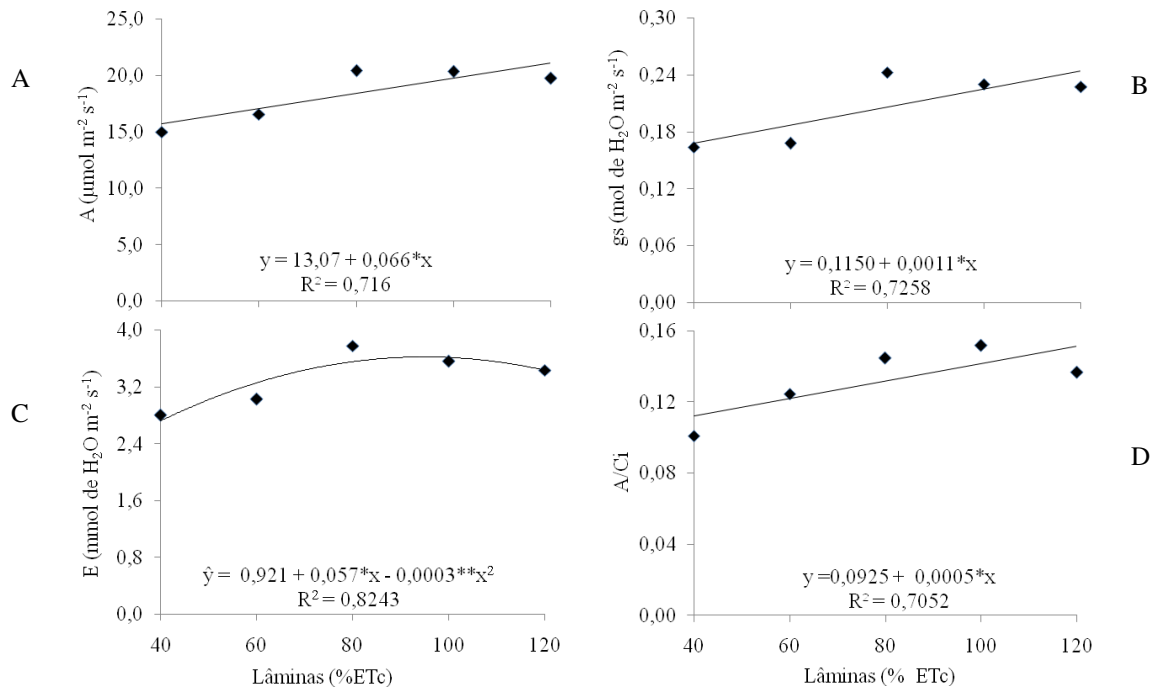 A
A (µmol m⁻² s⁻¹)
25,0
20,0
15,0
10,0
5,0
0,0
y = 13,07 + 0,066*x
R² = 0,716
B
gs (mol de H₂O m⁻² s⁻¹)
0,30
0,24
0,18
0,12
0,06
0,00
y = 0,1150 + 0,0011*x
R² = 0,7258
C
E (mmol de H₂O m⁻² s⁻¹)
4,0
3,2
2,4
1,6
0,8
0,0
ŷ = 0,921 + 0,057*x - 0,0003**x²
R² = 0,8243
40 60 80 100 120
Lâminas (%ETc)
D
A/Ci
0,16
0,12
0,08
0,04
0,00
y =0,0925 + 0,0005*x
R² = 0,7052
40 60 80 100 120
Lâminas (% ETc)